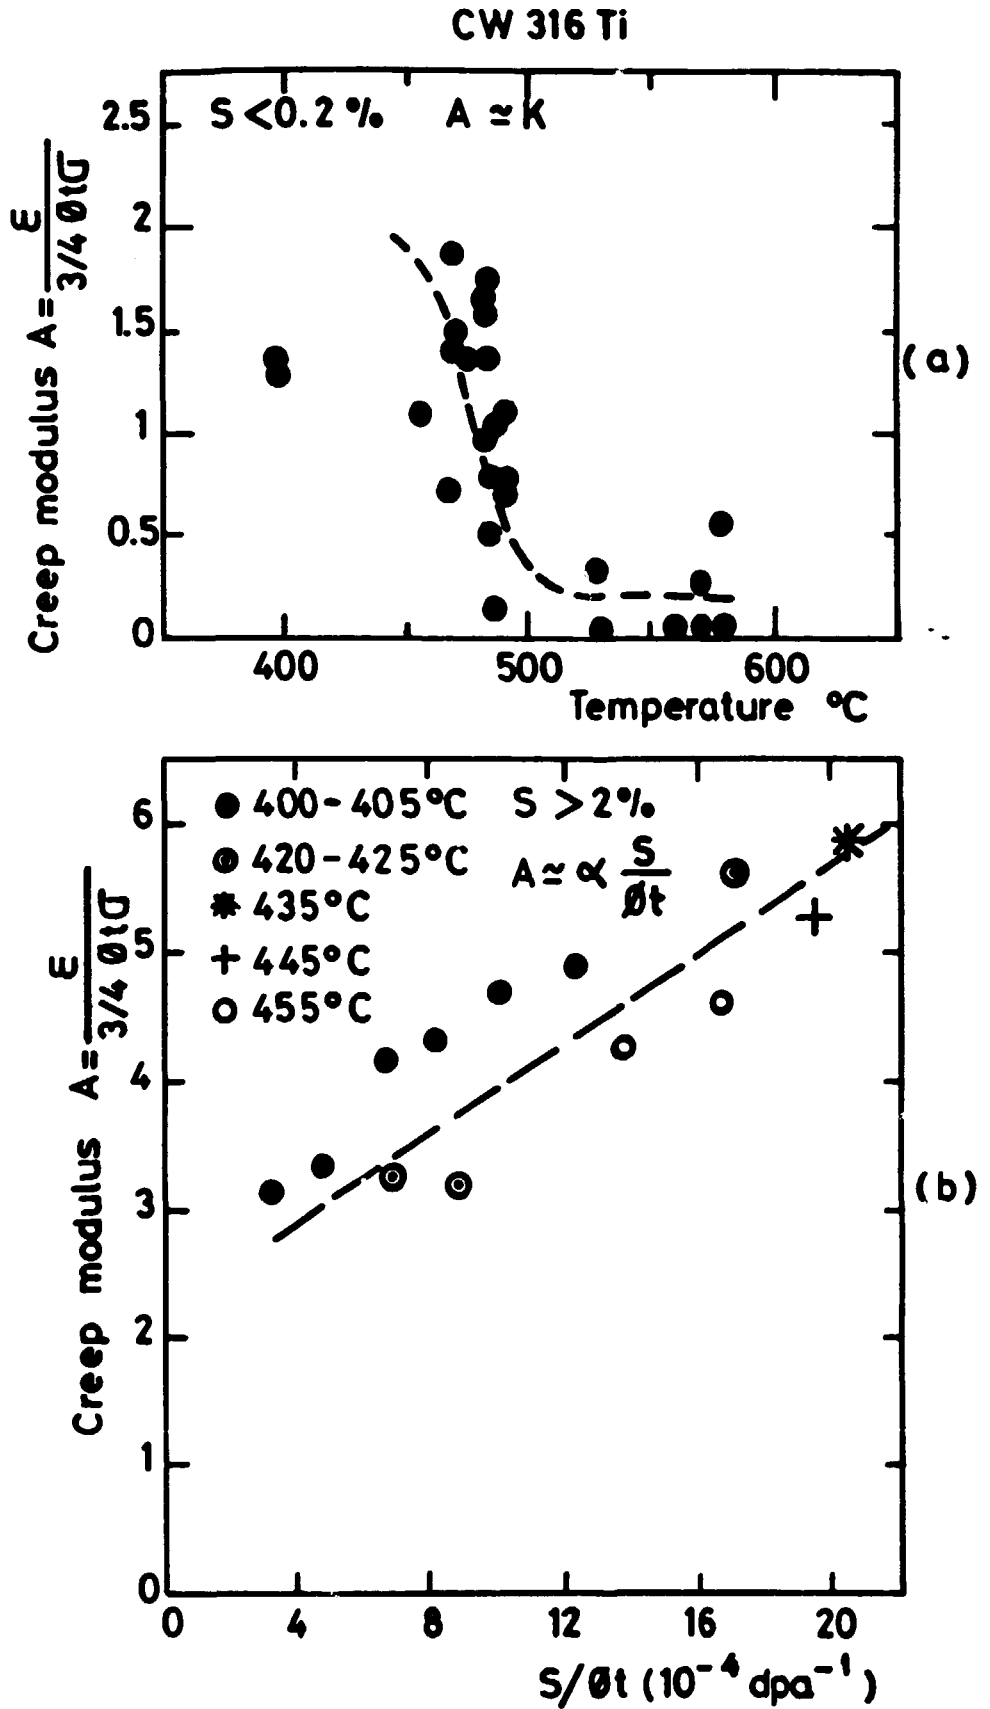 CW 316 Ti
S<0.2% A ≃ K
Creep modulus A = ε / 3/4 Øtσ
2.5
2
1.5
1
0.5
0
400 500 600
Temperature °C
(a)
400-405°C S > 2%
420-425°C A ≃ α S/Øt
435°C
445°C
455°C
Creep modulus A = ε / 3/4 Øtσ
6
5
4
3
2
1
0
0 4 8 12 16 20
S/Øt (10⁻⁴ dpa⁻¹)
(b)